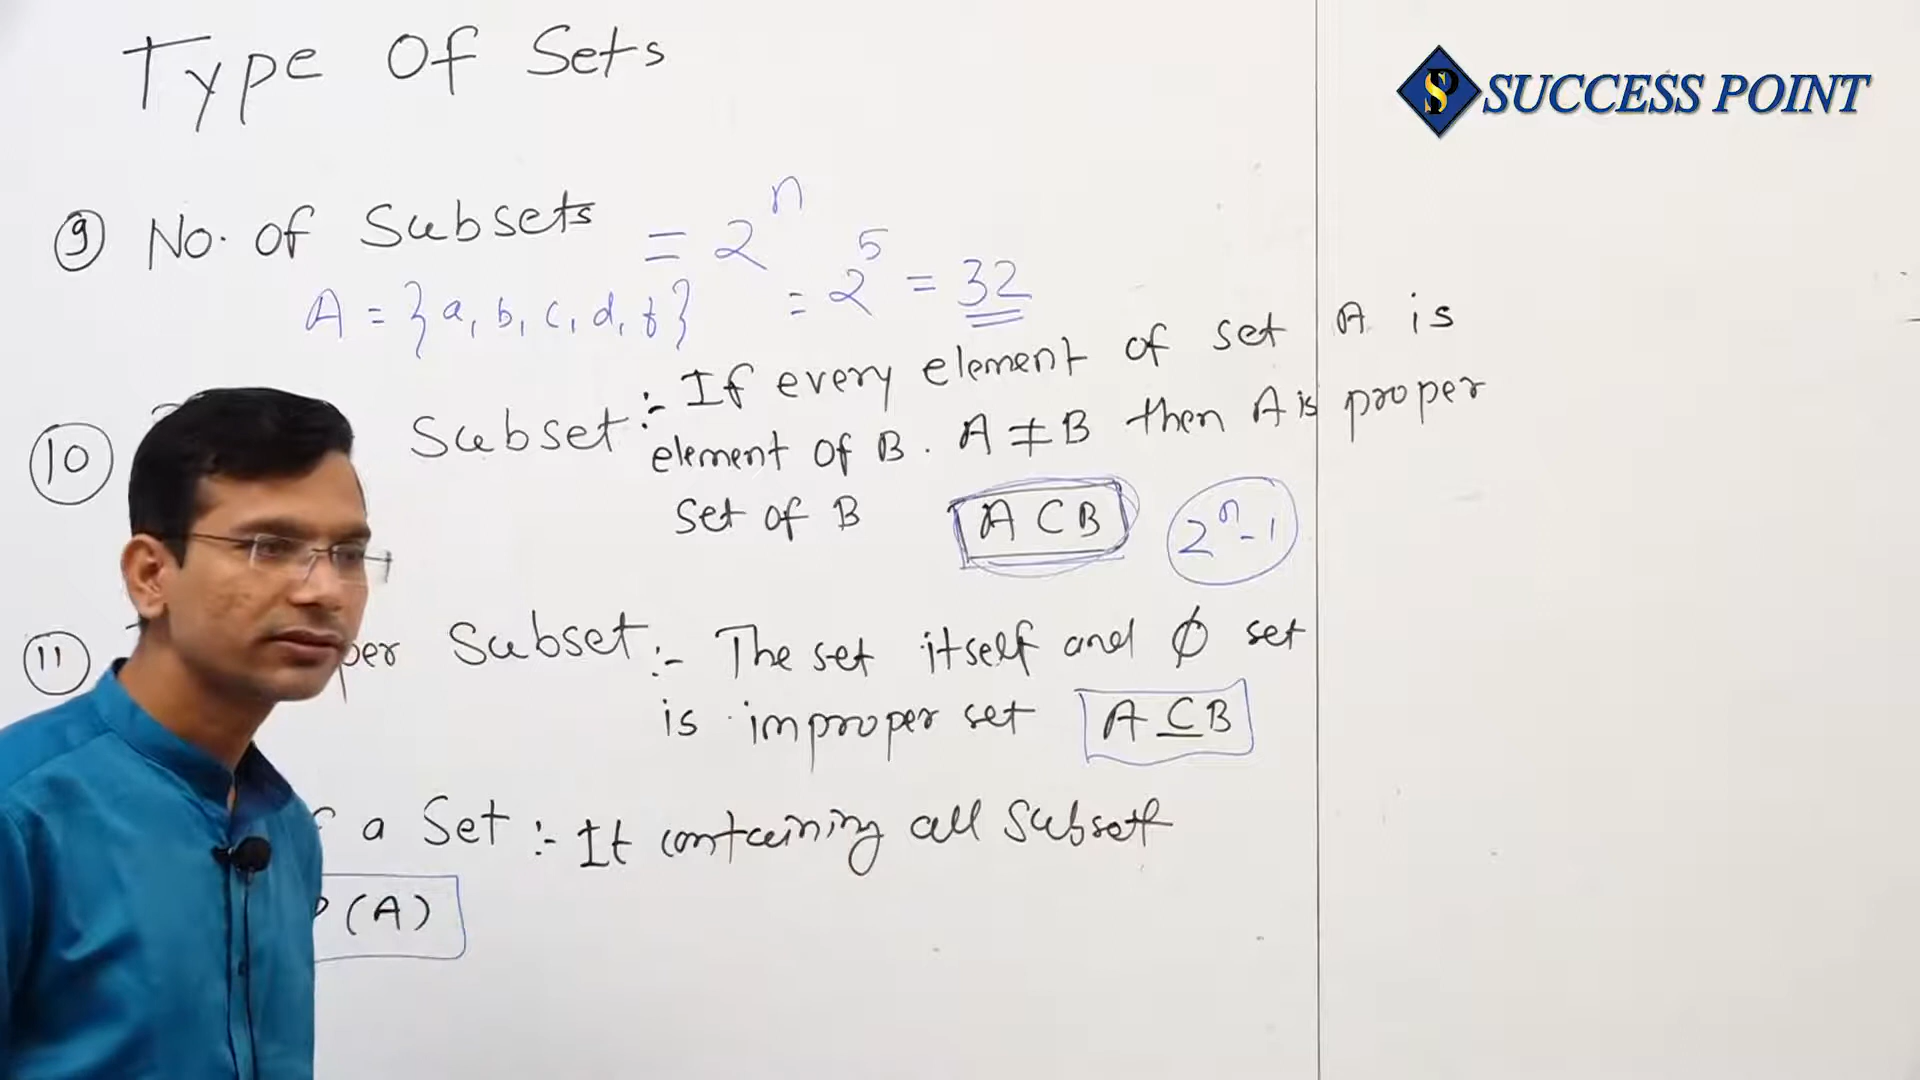 Type Of Sets
SUCCESS POINT
9 No. of Subsets = 2^n
A = {a, b, c, d, f} = 2^5 = 32
10 Subset :- If every element of set A is
element of B. A ≠ B then A is proper
set of B A ⊂ B 2^n - 1
11 per Subset :- The set itself and ϕ set
is improper set A ⊆ B
a Set :- It containing all subset
(A)